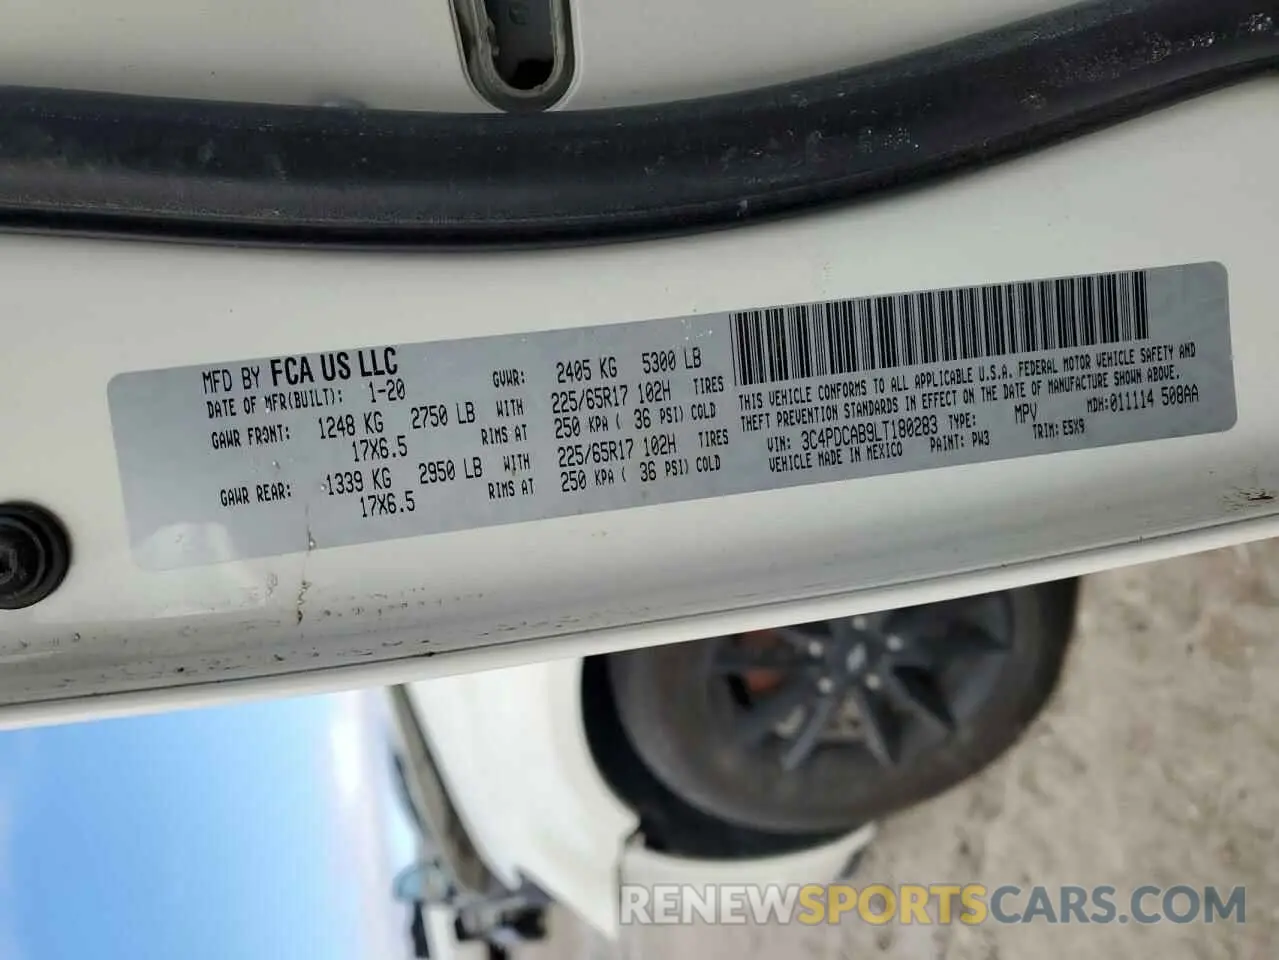 MFD BY FCA US LLC
DATE OF MFR(BUILT): 1-20 GVWR: 2405 KG 5300 LB
GAWR FRONT: 1248 KG 2750 LB WITH 225/65R17 102H TIRES
17X6.5 RIMS AT 250 KPA ( 36 PSI) COLD
GAWR REAR: 1339 KG 2950 LB WITH 225/65R17 102H TIRES
17X6.5 RIMS AT 250 KPA ( 36 PSI) COLD
THIS VEHICLE CONFORMS TO ALL APPLICABLE U.S.A. FEDERAL MOTOR VEHICLE SAFETY AND
THEFT PREVENTION STANDARDS IN EFFECT ON THE DATE OF MANUFACTURE SHOWN ABOVE.
VIN: 3C4PDCAB9LT180283 TYPE: MPV MDH:011114 508AA
VEHICLE MADE IN MEXICO PAINT: PW3 TRIM: E5X9
RENEWSPORTSCARS.COM